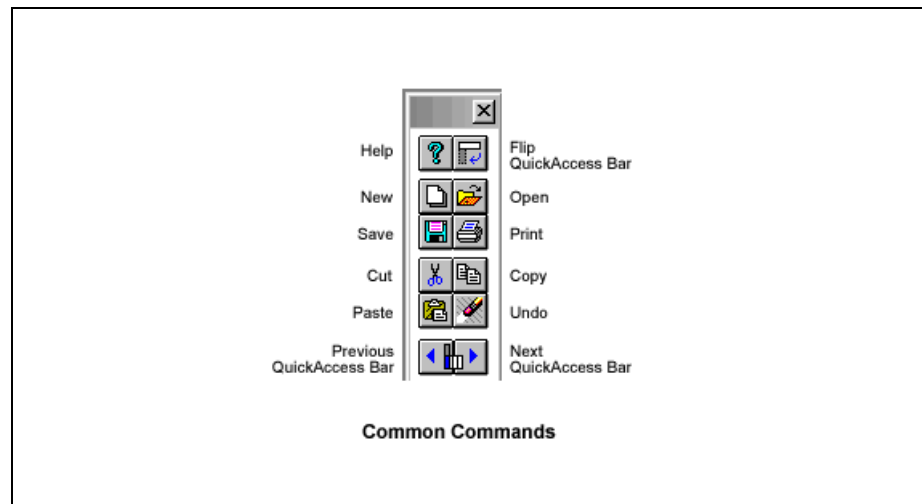 Help
Flip
QuickAccess Bar
New
Open
Save
Print
Cut
Copy
Paste
Undo
Previous
QuickAccess Bar
Next
QuickAccess Bar
Common Commands